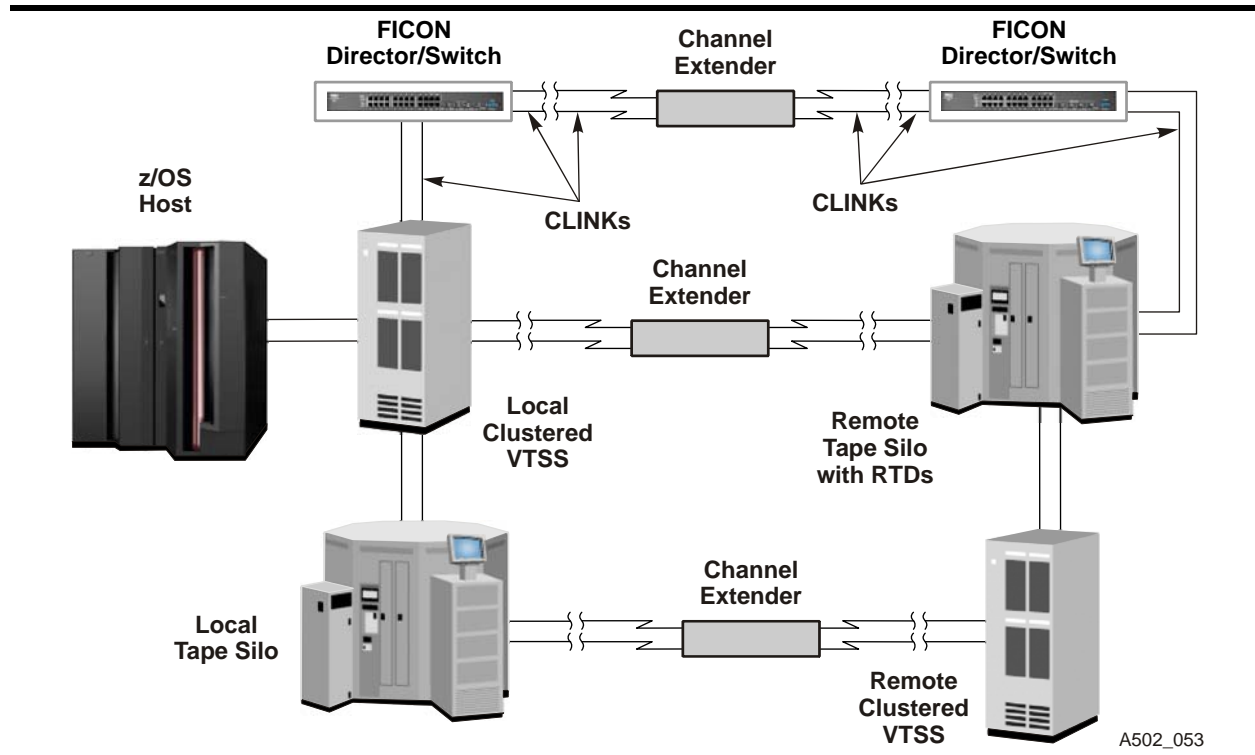 FICON
Director/Switch
Channel
Extender
FICON
Director/Switch
z/OS
Host
CLINKs
CLINKs
Channel
Extender
Local
Clustered
VTSS
Remote
Tape Silo
with RTDs
Channel
Extender
Local
Tape Silo
Remote
Clustered
VTSS
A502_053